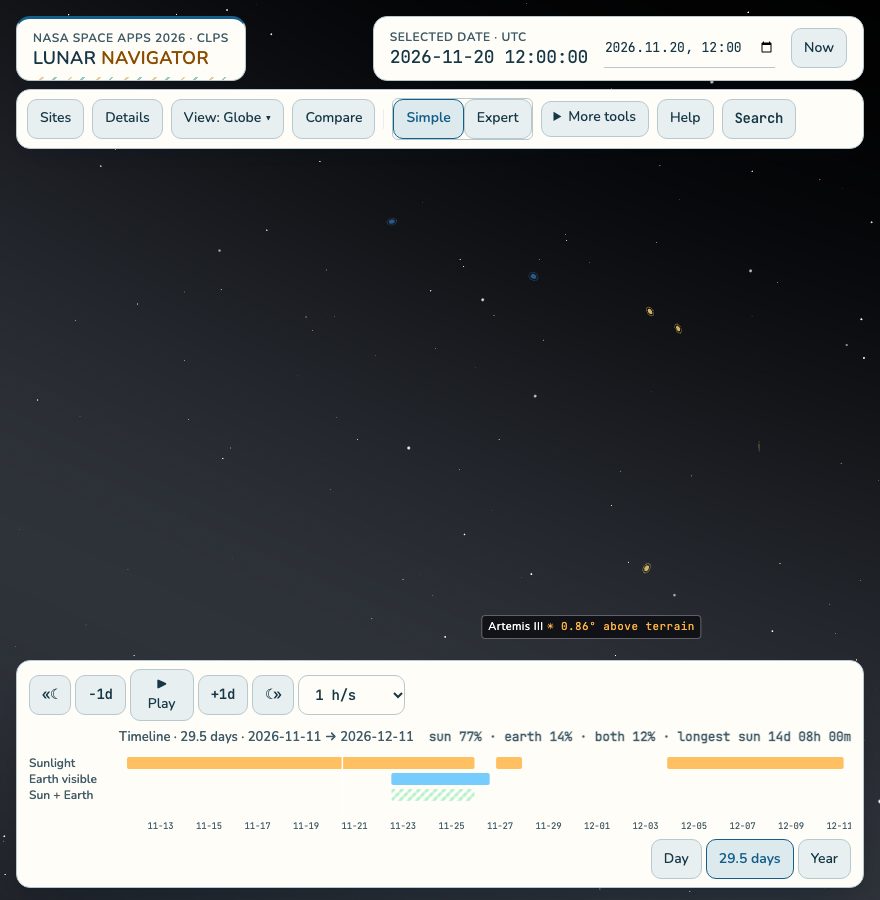 NASA SPACE APPS 2026 · CLPS
LUNAR NAVIGATOR
SELECTED DATE · UTC
2026-11-20 12:00:00
2026.11.20, 12:00
Now
Sites
Details
View: Globe ▾
Compare
Simple
Expert
▶ More tools
Help
Search
Artemis III ☀ 0.86° above terrain
«☾
-1d
▶
Play
+1d
☾»
1 h/s
Timeline · 29.5 days · 2026-11-11 → 2026-12-11 sun 77% · earth 14% · both 12% · longest sun 14d 08h 00m
Sunlight
Earth visible
Sun + Earth
11-13 11-15 11-17 11-19 11-21 11-23 11-25 11-27 11-29 12-01 12-03 12-05 12-07 12-09 12-11
Day
29.5 days
Year